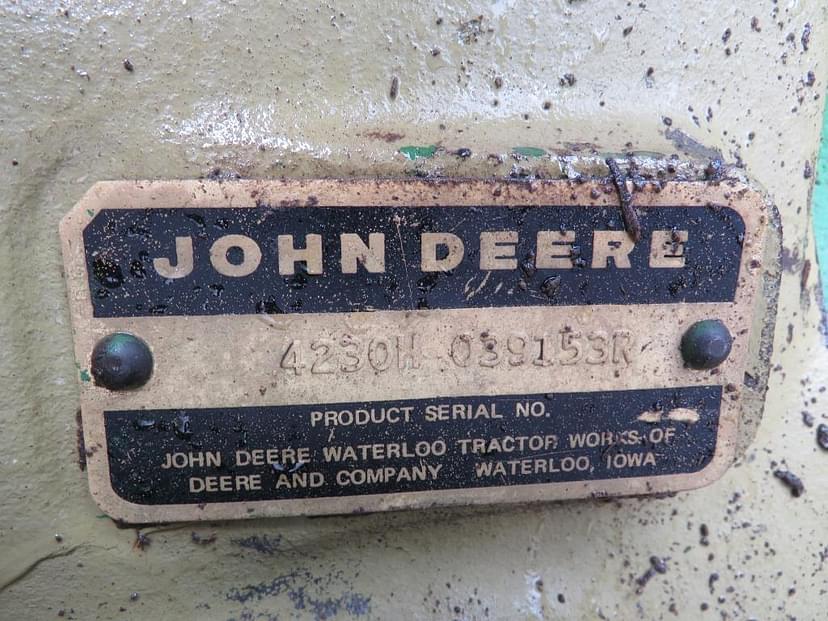 JOHN DEERE
4230H 039153R
PRODUCT SERIAL NO.
JOHN DEERE WATERLOO TRACTOR WORKS OF
DEERE AND COMPANY WATERLOO, IOWA